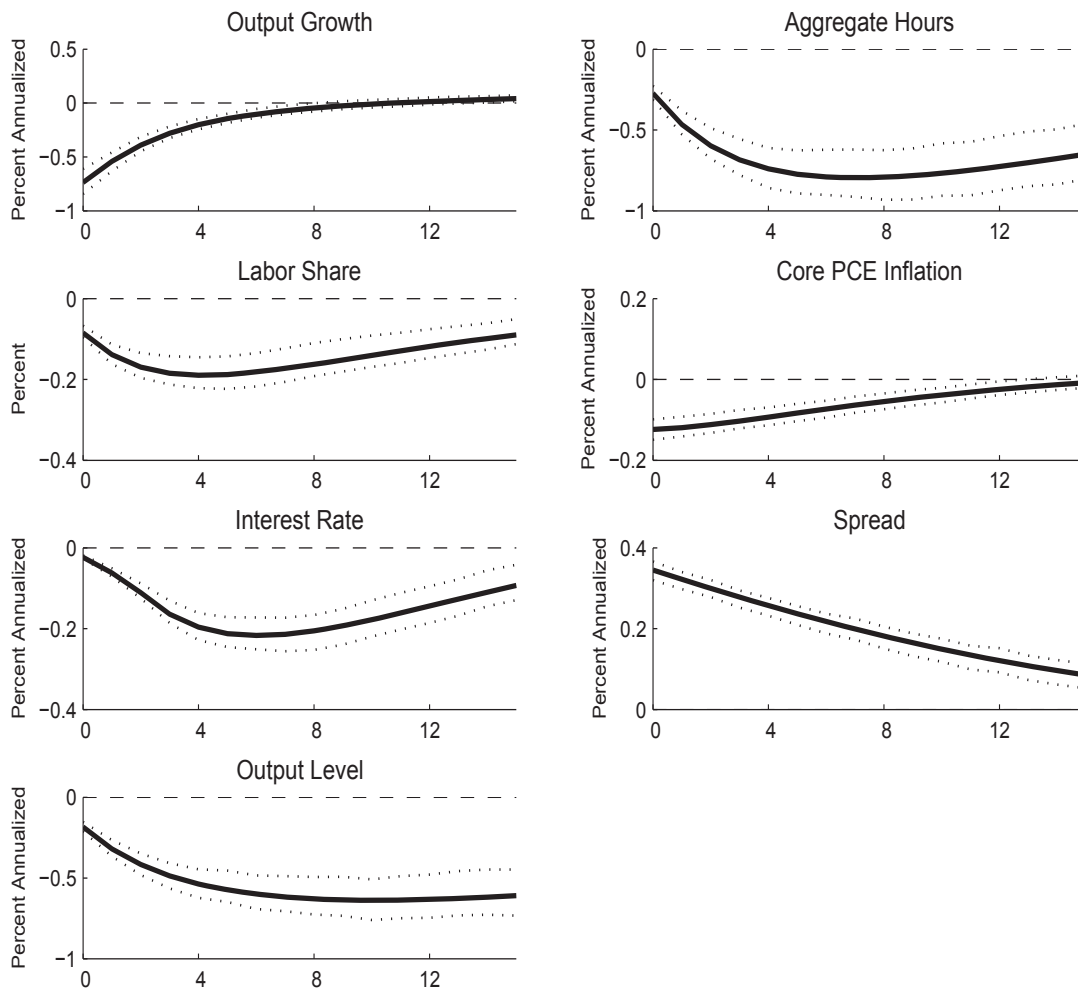 Output Growth
Percent Annualized
0.5
0
−0.5
−1
0 4 8 12
Aggregate Hours
Percent Annualized
0
−0.5
−1
0 4 8 12
Labor Share
Percent
0
−0.2
−0.4
0 4 8 12
Core PCE Inflation
Percent Annualized
0.2
0
−0.2
0 4 8 12
Interest Rate
Percent Annualized
0
−0.2
−0.4
0 4 8 12
Spread
Percent Annualized
0.4
0.2
0
0 4 8 12
Output Level
Percent Annualized
0
−0.5
−1
0 4 8 12